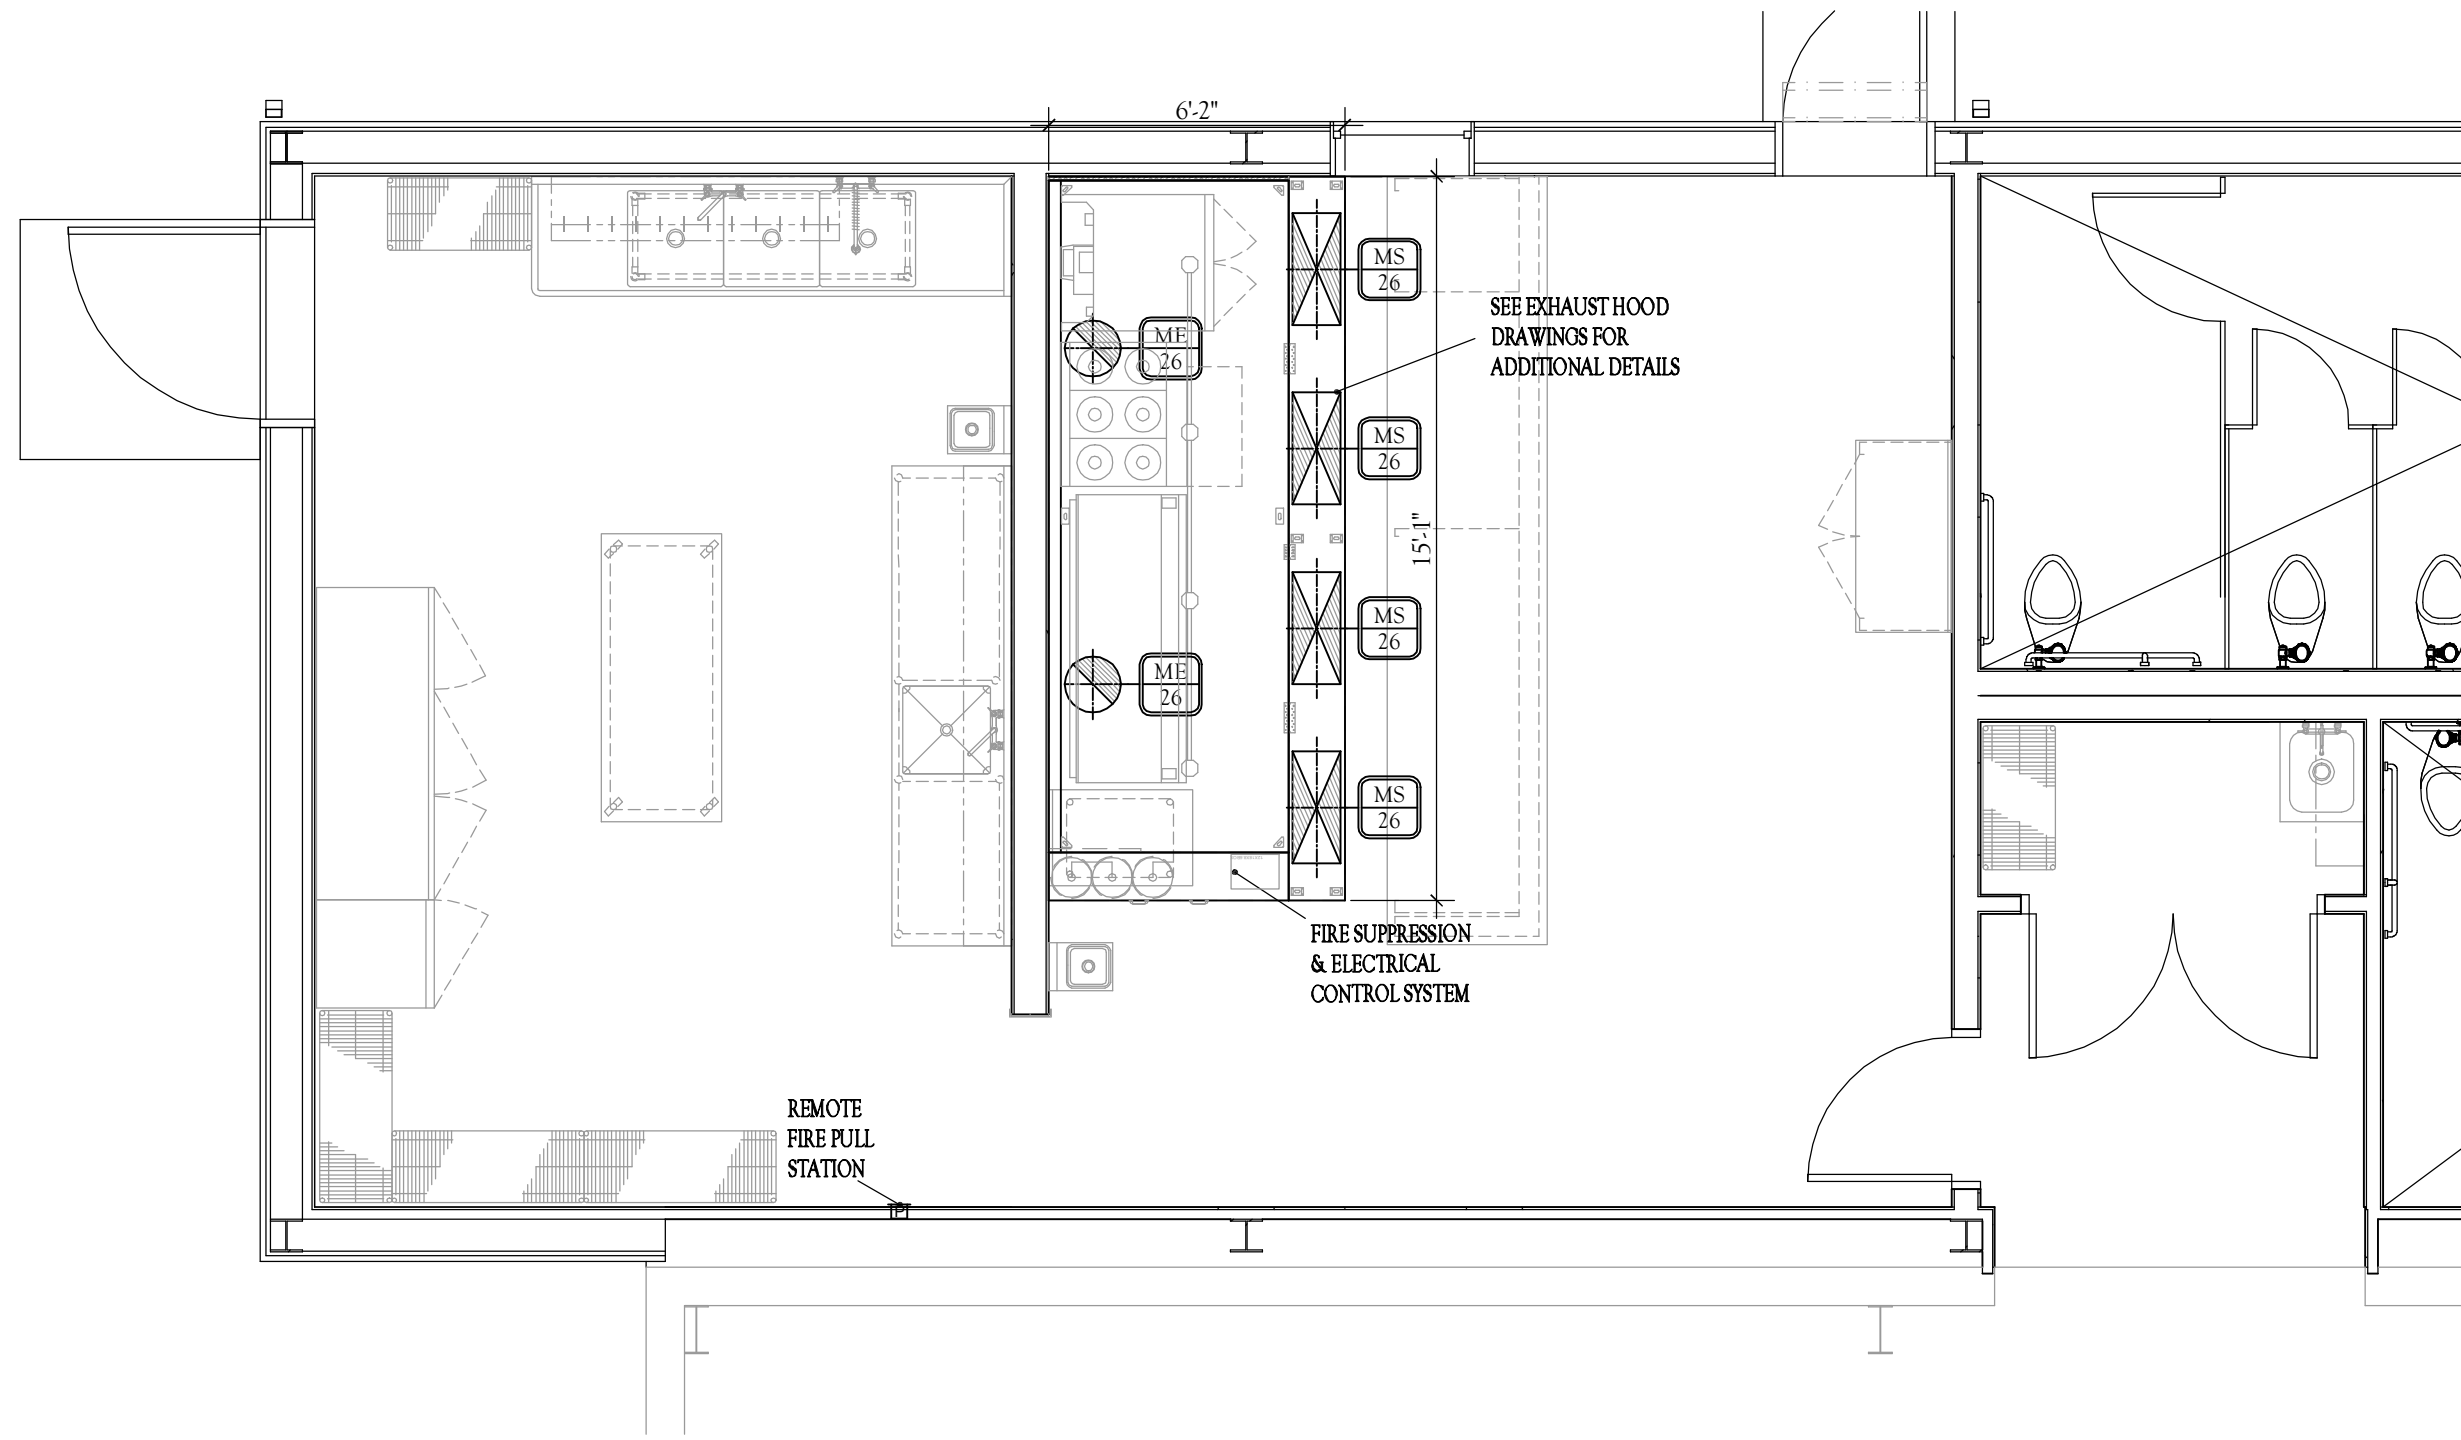 6'-2"
MS
26
SEE EXHAUST HOOD
DRAWINGS FOR
ADDITIONAL DETAILS
ME
26
MS
26
15'-1"
MS
26
ME
26
MS
26
FIRE SUPPRESSION
& ELECTRICAL
CONTROL SYSTEM
REMOTE
FIRE PULL
STATION
P